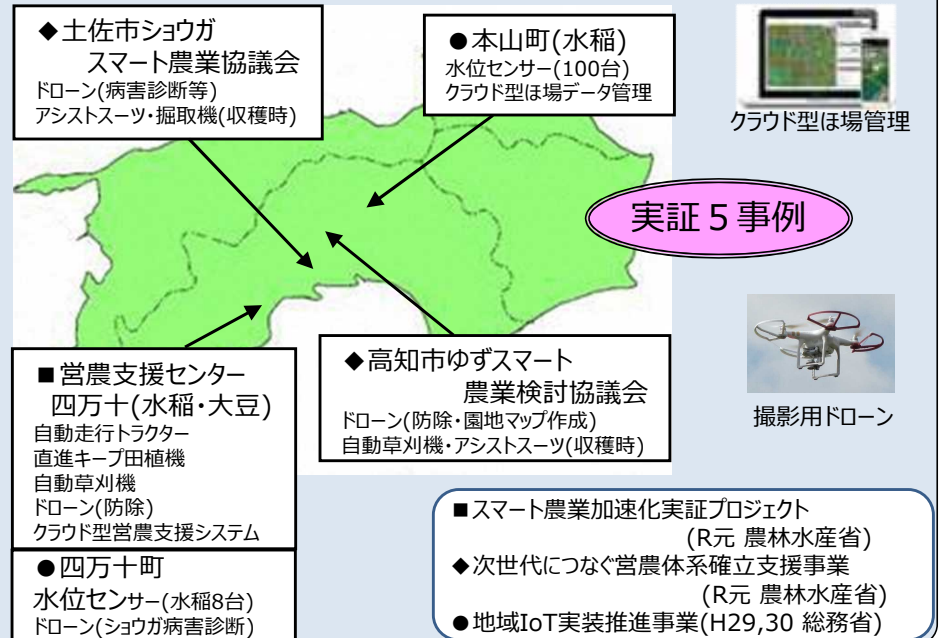 ◆土佐市ショウガ
スマート農業協議会
ドローン(病害診断等)
アシストスーツ・掘取機(収穫時)
●本山町(水稲)
水位センサー(100台)
クラウド型ほ場データ管理
クラウド型ほ場管理
実証５事例
撮影用ドローン
■営農支援センター
四万十(水稲・大豆)
自動走行トラクター
直進キープ田植機
自動草刈機
ドローン(防除)
クラウド型営農支援システム
◆高知市ゆずスマート
農業検討協議会
ドローン(防除・園地マップ作成)
自動草刈機・アシストスーツ(収穫時)
●四万十町
水位センサー(水稲8台)
ドローン(ショウガ病害診断)
■スマート農業加速化実証プロジェクト
(R元 農林水産省)
◆次世代につなぐ営農体系確立支援事業
(R元 農林水産省)
●地域IoT実装推進事業(H29,30 総務省)